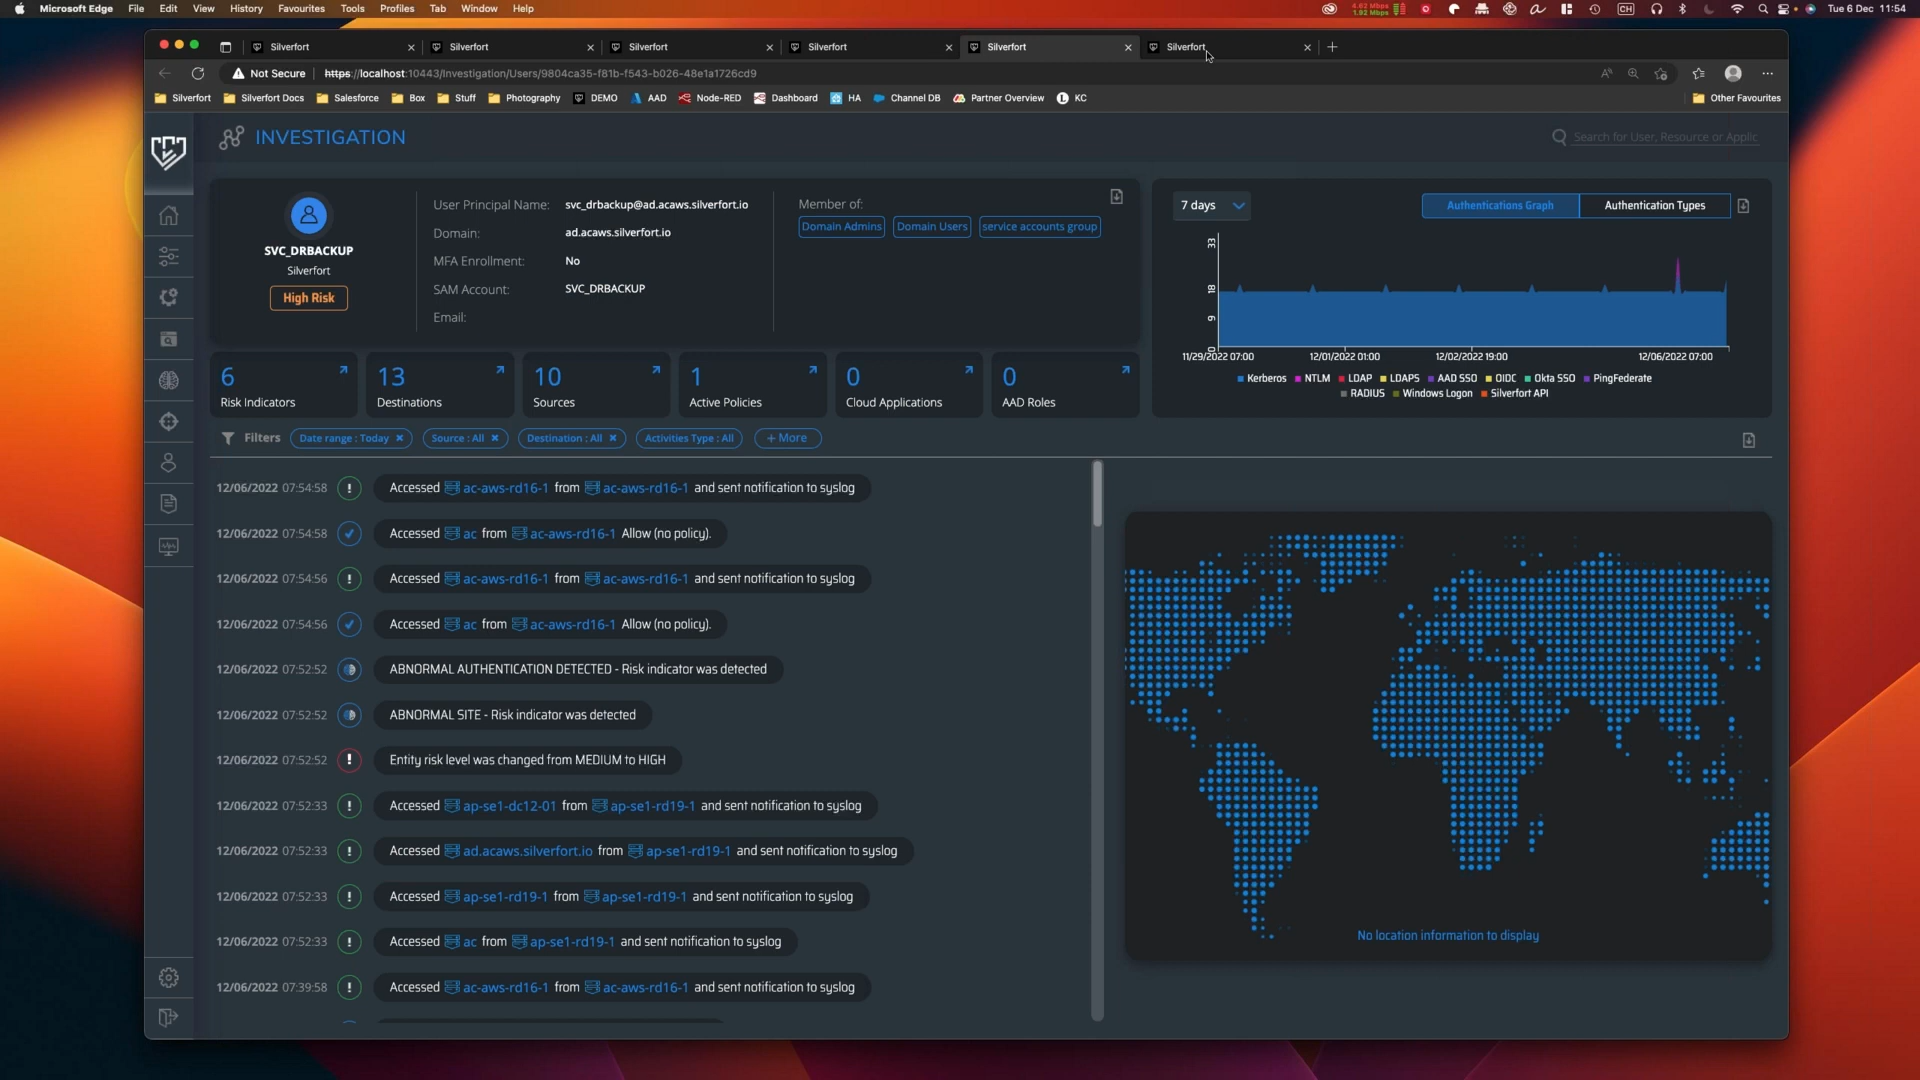 Microsoft Edge File Edit View History Favourites Tools Profiles Tab Window Help
4.62 Mbps
1.92 Mbps
CH
Tue 6 Dec 11:54
Silverfort Silverfort Silverfort Silverfort Silverfort Silverfort
Not Secure https://localhost:10443/Investigation/Users/9804ca35-f81b-f543-b026-48e1a1726cd9
Silverfort Silverfort Docs Salesforce Box Stuff Photography DEMO AAD Node-RED Dashboard HA Channel DB Partner Overview KC Other Favourites
INVESTIGATION
Search for User, Resource or Applic
SVC_DRBACKUP
Silverfort
High Risk
User Principal Name: svc_drbackup@ad.acaws.silverfort.io
Domain: ad.acaws.silverfort.io
MFA Enrollment: No
SAM Account: SVC_DRBACKUP
Email:
Member of:
Domain Admins Domain Users service accounts group
7 days
Authentications Graph Authentication Types
33
18
9
0
11/29/2022 07:00 12/01/2022 01:00 12/02/2022 19:00 12/06/2022 07:00
Kerberos NTLM LDAP LDAPS AAD SSO OIDC Okta SSO PingFederate
RADIUS Windows Logon Silverfort API
6 Risk Indicators
13 Destinations
10 Sources
1 Active Policies
0 Cloud Applications
0 AAD Roles
Filters Date range : Today × Source : All × Destination : All × Activities Type : All + More
12/06/2022 07:54:58 Accessed ac-aws-rd16-1 from ac-aws-rd16-1 and sent notification to syslog
12/06/2022 07:54:58 Accessed ac from ac-aws-rd16-1 Allow (no policy).
12/06/2022 07:54:56 Accessed ac-aws-rd16-1 from ac-aws-rd16-1 and sent notification to syslog
12/06/2022 07:54:56 Accessed ac from ac-aws-rd16-1 Allow (no policy).
12/06/2022 07:52:52 ABNORMAL AUTHENTICATION DETECTED - Risk indicator was detected
12/06/2022 07:52:52 ABNORMAL SITE - Risk indicator was detected
12/06/2022 07:52:52 Entity risk level was changed from MEDIUM to HIGH
12/06/2022 07:52:33 Accessed ap-se1-dc12-01 from ap-se1-rd19-1 and sent notification to syslog
12/06/2022 07:52:33 Accessed ad.acaws.silverfort.io from ap-se1-rd19-1 and sent notification to syslog
12/06/2022 07:52:33 Accessed ap-se1-rd19-1 from ap-se1-rd19-1 and sent notification to syslog
12/06/2022 07:52:33 Accessed ac from ap-se1-rd19-1 and sent notification to syslog
12/06/2022 07:39:58 Accessed ac-aws-rd16-1 from ac-aws-rd16-1 and sent notification to syslog
No location information to display